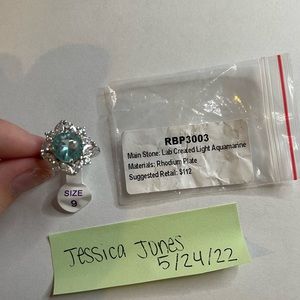 RBP3003
Main Stone: Lab Created Light Aquamarine
Materials: Rhodium Plate
Suggested Retail: $112
SIZE
9
Jessica Jones
5/24/22